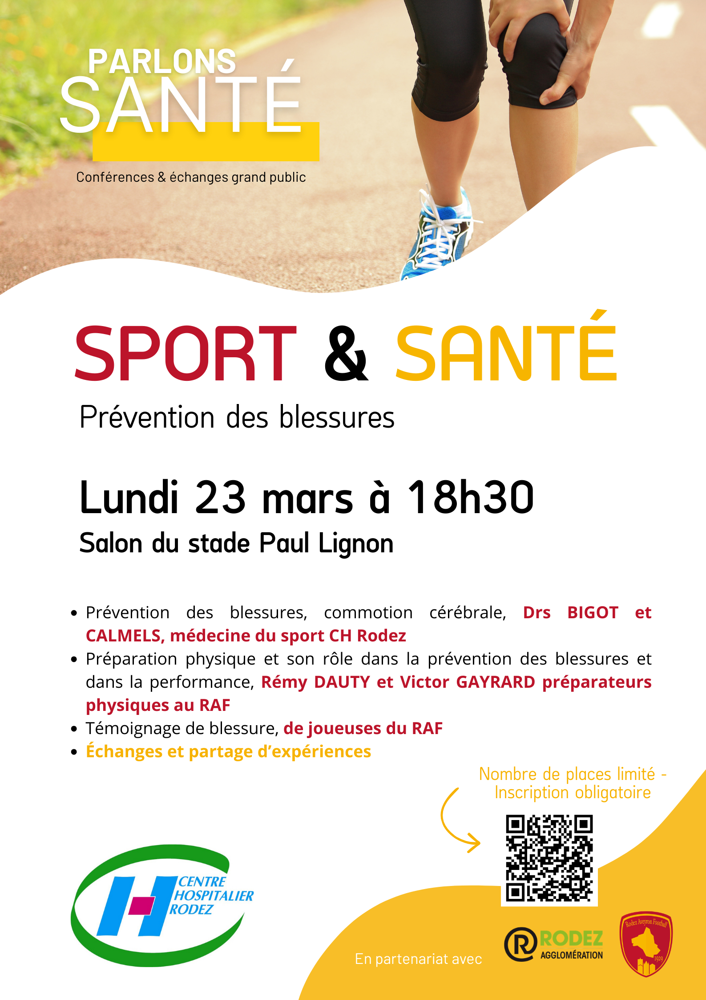 PARLONS
SANTÉ
Conférences & échanges grand public
SPORT & SANTÉ
Prévention des blessures
Lundi 23 mars à 18h30
Salon du stade Paul Lignon
• Prévention des blessures, commotion cérébrale, Drs BIGOT et
CALMELS, médecine du sport CH Rodez
• Préparation physique et son rôle dans la prévention des blessures et
dans la performance, Rémy DAUTY et Victor GAYRARD préparateurs
physiques au RAF
• Témoignage de blessure, de joueuses du RAF
• Échanges et partage d’expériences
Nombre de places limité -
Inscription obligatoire
CENTRE
HOSPITALIER
RODEZ
En partenariat avec
R RODEZ
AGGLOMÉRATION
Rodez Aveyron Football
1929